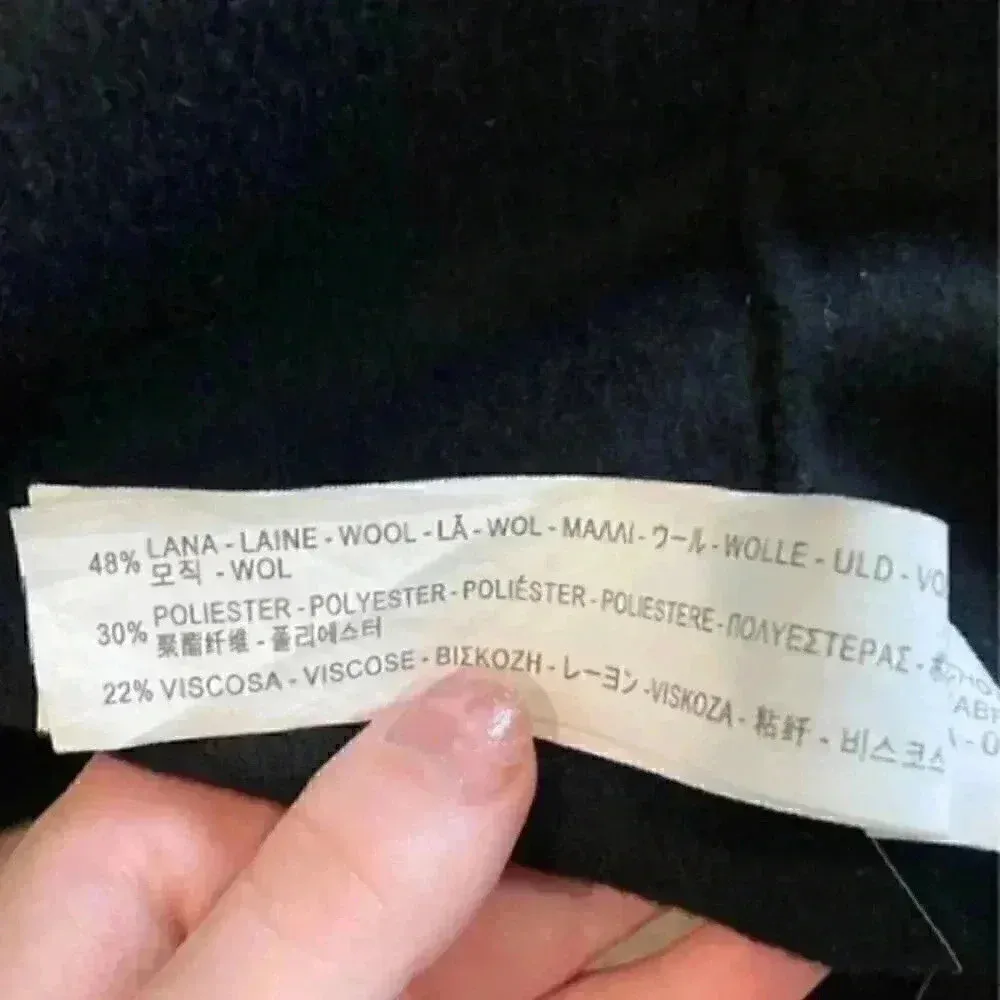 48% LANA - LAINE - WOOL - LÃ - WOL - ΜΑΛΛΙ - ウール - WOLLE - ULD - VO
모직 - WOL
30% POLIESTER - POLYESTER - POLIÉSTER - POLIESTERE - ΠΟΛΥΕΣΤΕΡΑΣ -
聚酯纤维 - 폴리에스터
22% VISCOSA - VISCOSE - ΒΙΣΚΟΖΗ - レーヨン - VISKOZA - 粘纤 - 비스코스